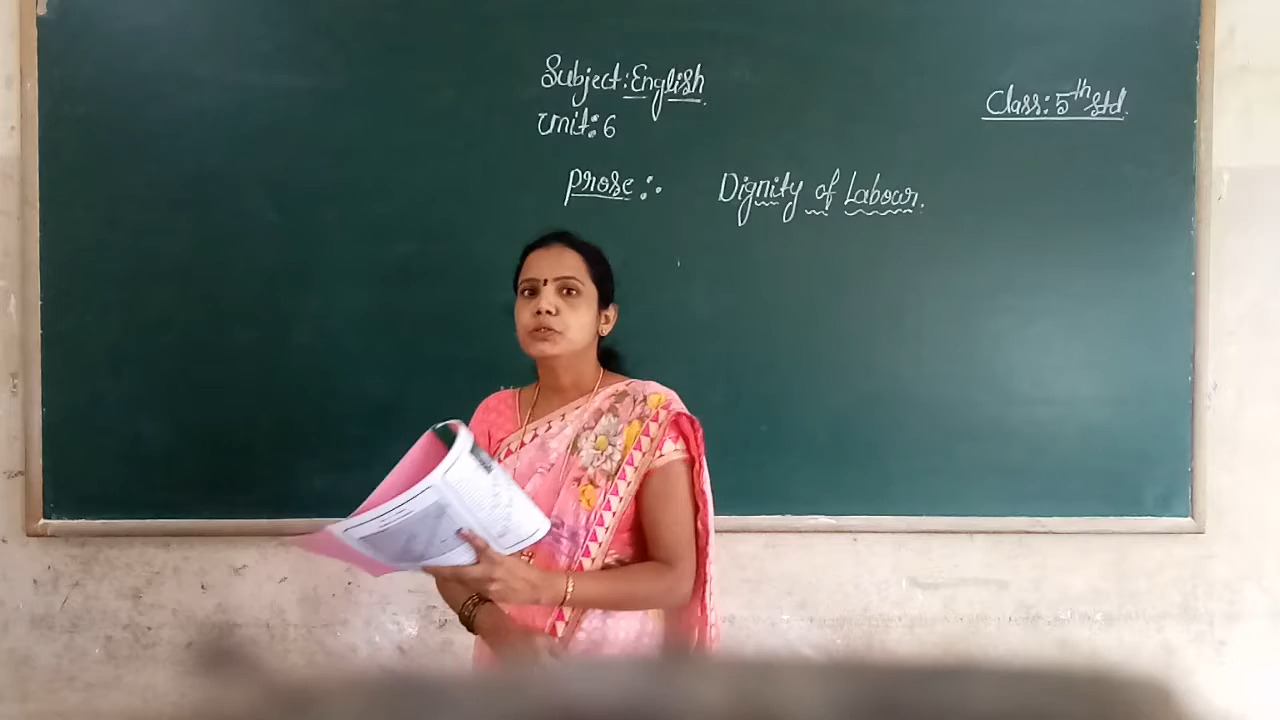 Subject: English.
Class: 5th Std.
Unit: 6
Prose :. Dignity of Labour.